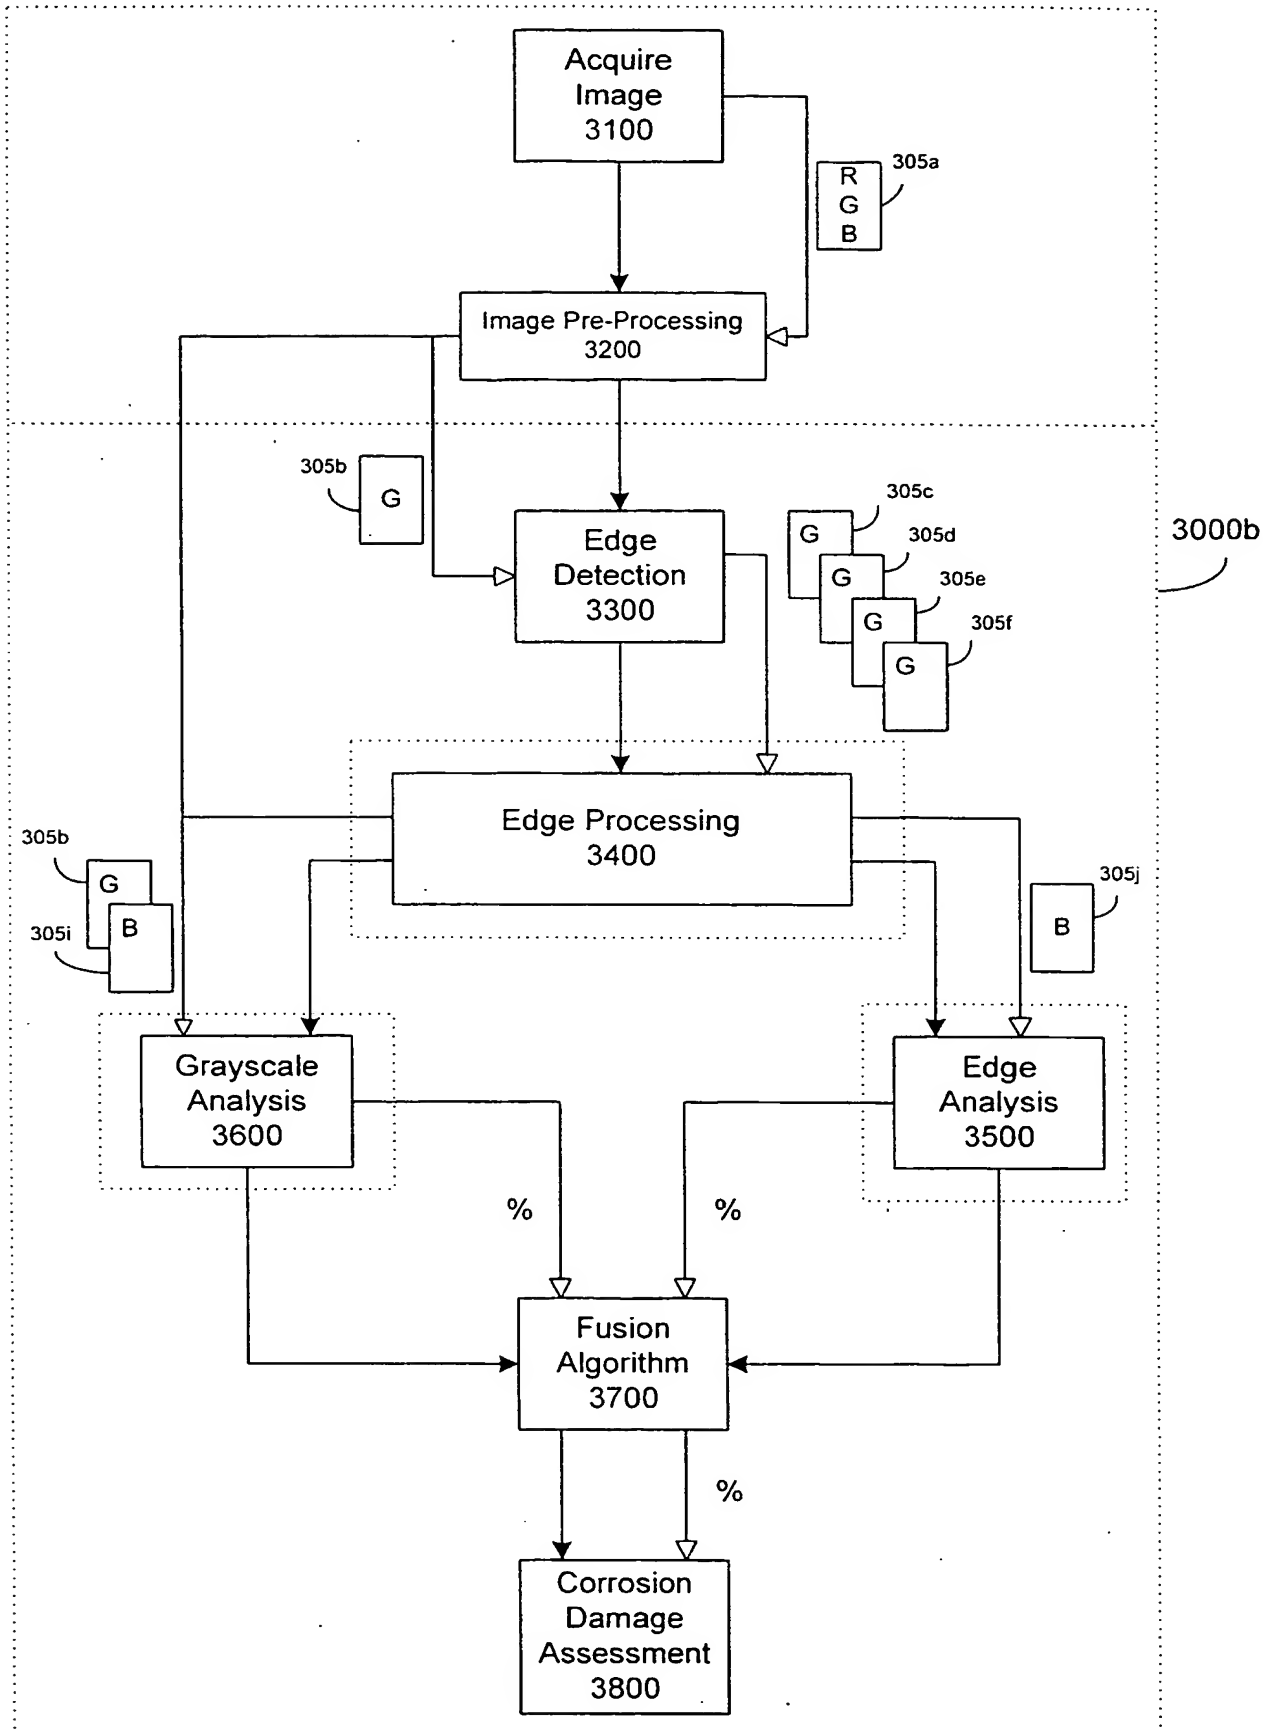 Acquire
Image
3100
305a
R
G
B
Image Pre-Processing
3200
305b
G
Edge
Detection
3300
305c
G
305d
G
305e
G
305f
G
3000b
Edge Processing
3400
305b
G
305i
B
305j
B
Grayscale
Analysis
3600
Edge
Analysis
3500
%
%
Fusion
Algorithm
3700
%
Corrosion
Damage
Assessment
3800